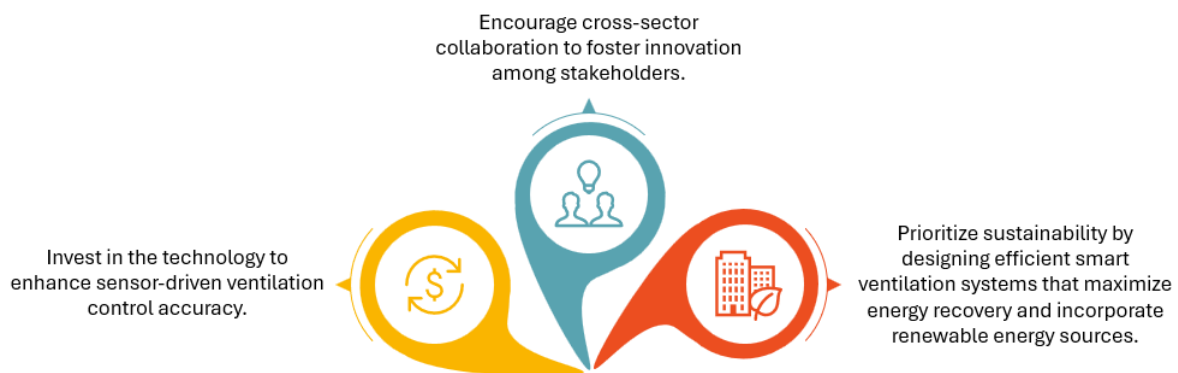 Encourage cross-sector
collaboration to foster innovation
among stakeholders.
Invest in the technology to
enhance sensor-driven ventilation
control accuracy.
$
Prioritize sustainability by
designing efficient smart
ventilation systems that maximize
energy recovery and incorporate
renewable energy sources.